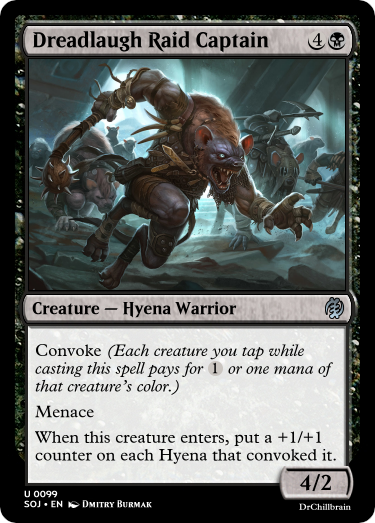 Dreadlaugh Raid Captain 4
Creature — Hyena Warrior
Convoke (Each creature you tap while
casting this spell pays for 1 or one mana of
that creature's color.)
Menace
When this creature enters, put a +1/+1
counter on each Hyena that convoked it.
4/2
U 0099
SOJ • EN Dmitry Burmak
DrChillbrain